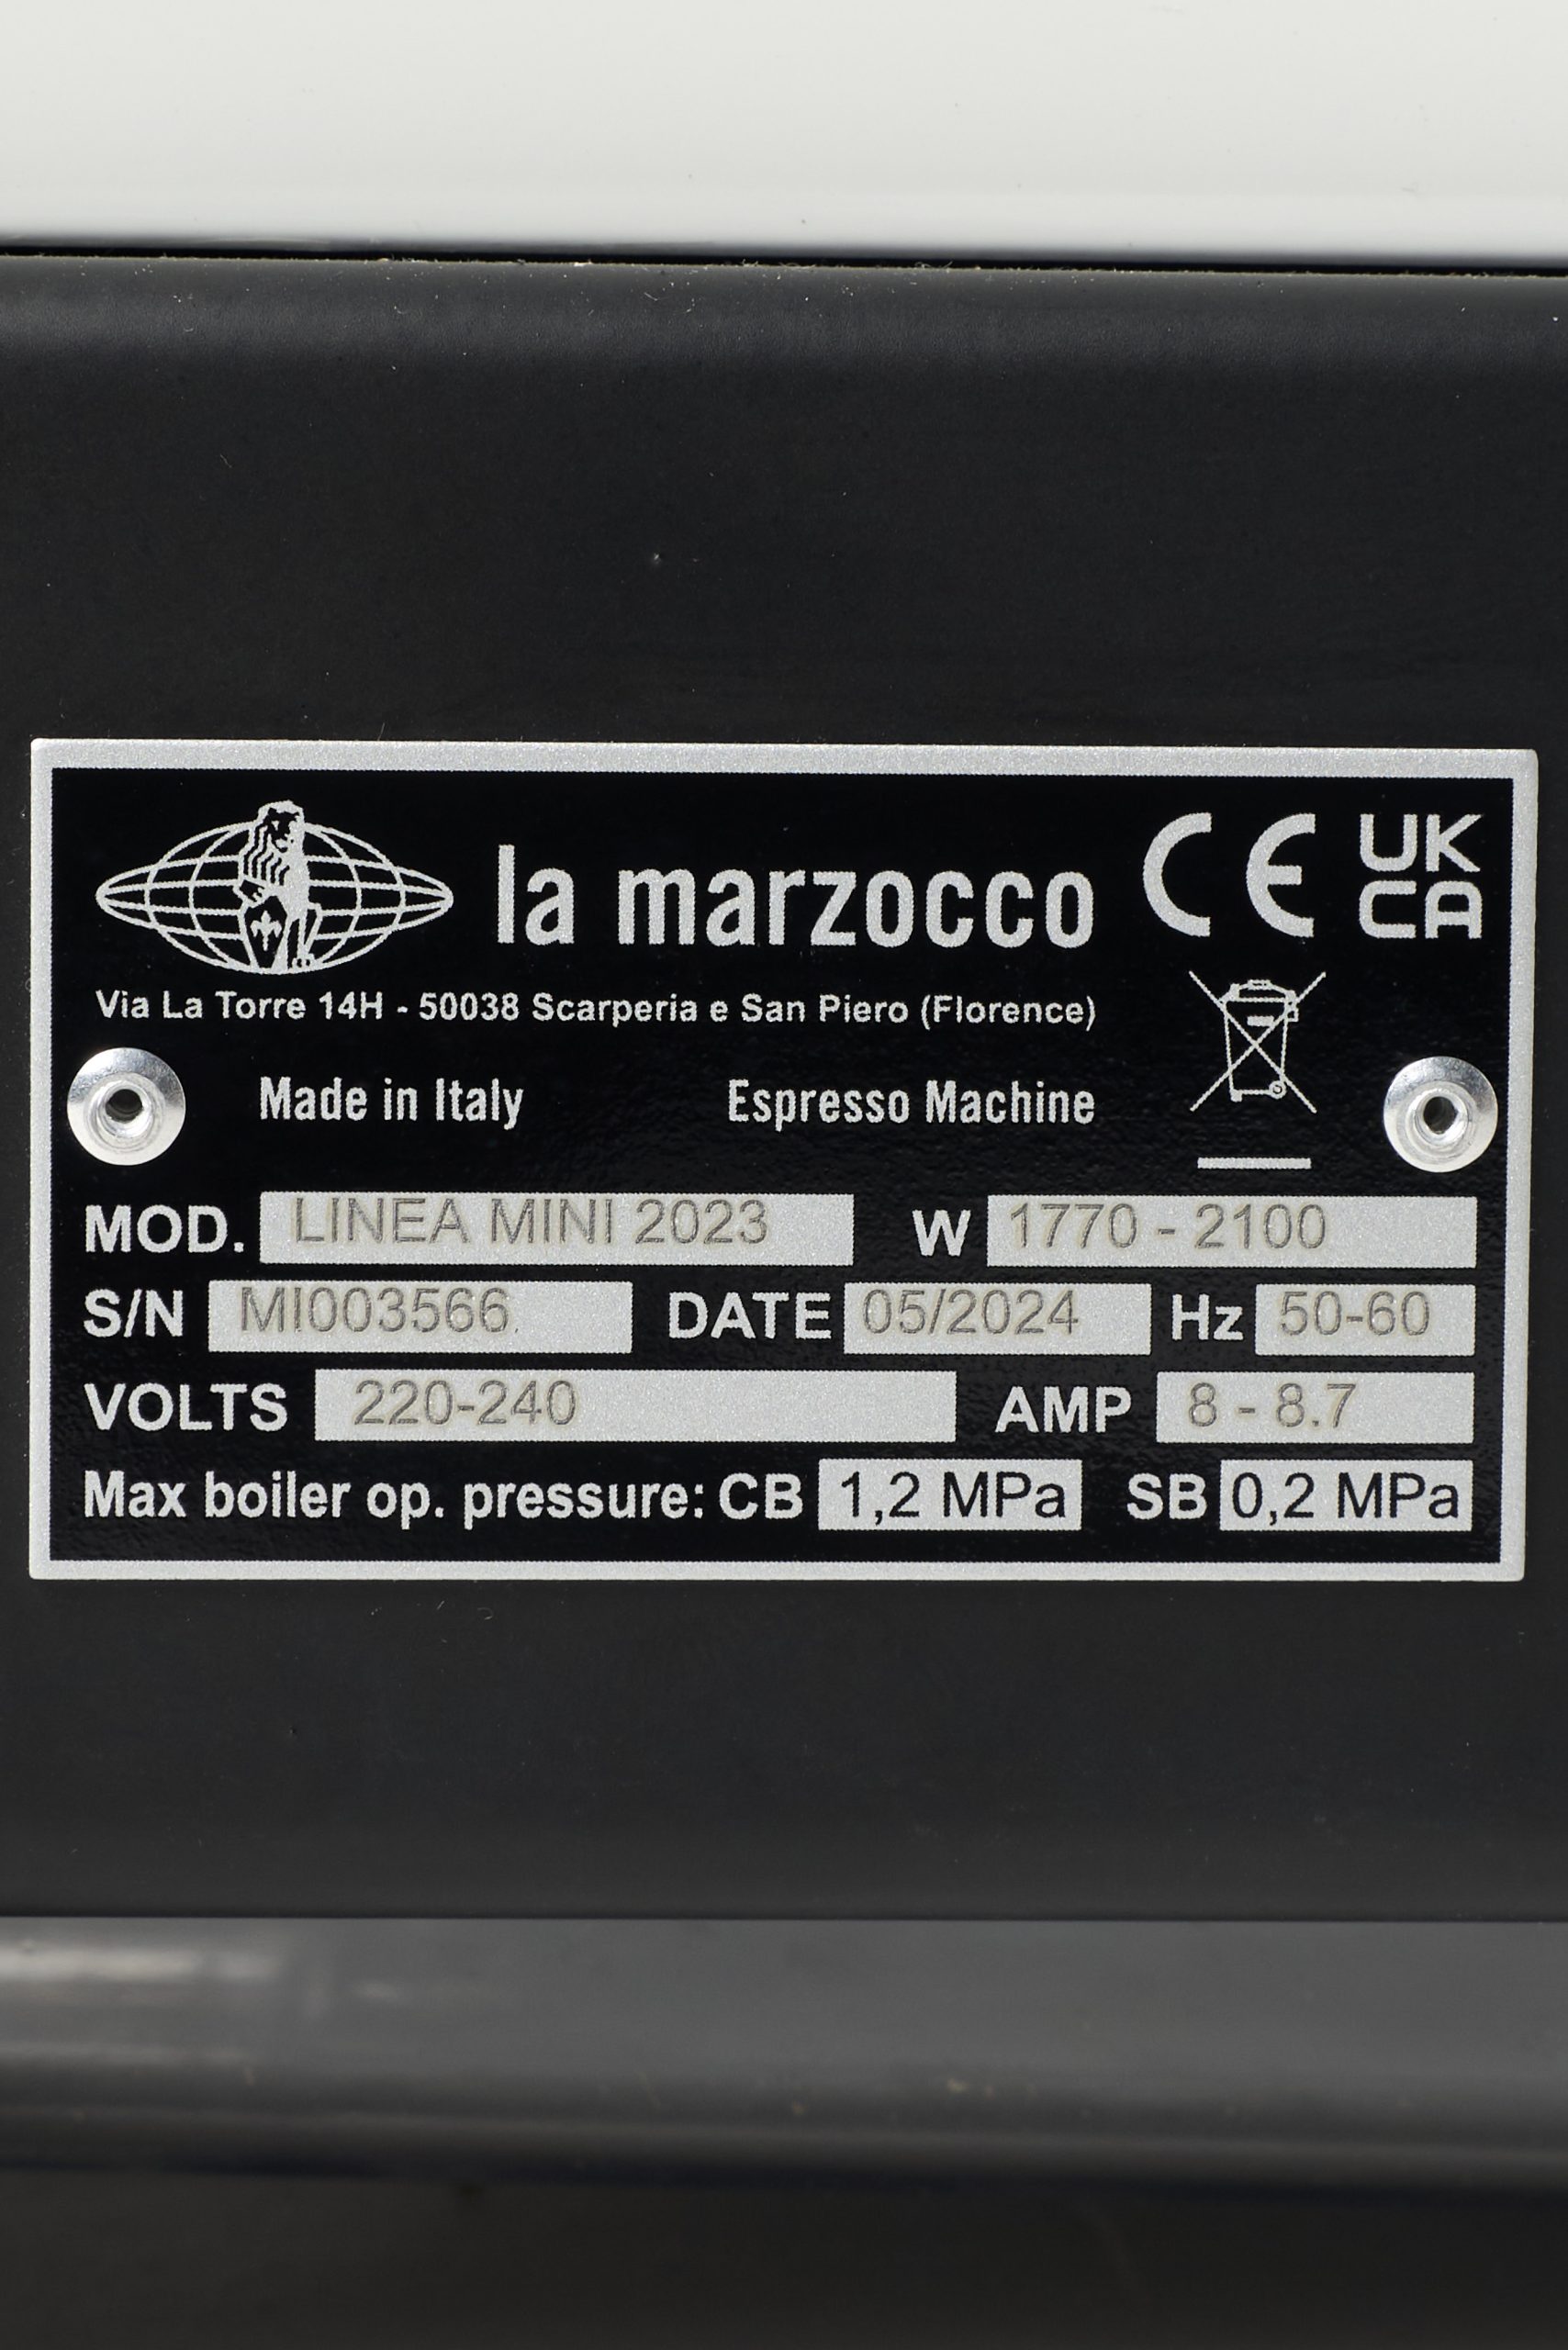 la marzocco CE UK CA
Via La Torre 14H - 50038 Scarperia e San Piero (Florence)
Made in Italy Espresso Machine
MOD. LINEA MINI 2023 W 1770 - 2100
S/N MI003566 DATE 05/2024 Hz 50-60
VOLTS 220-240 AMP 8 - 8.7
Max boiler op. pressure: CB 1,2 MPa SB 0,2 MPa